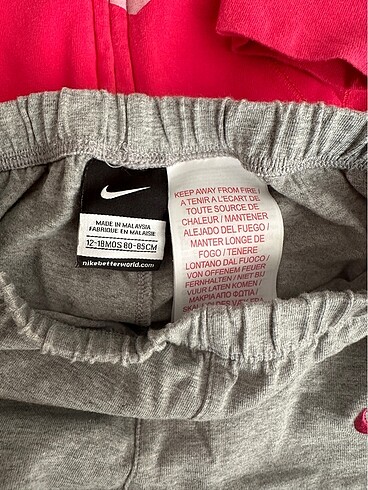 MADE IN MALAYSIA
FABRIQUE EN MALAISIE
12-18MOS 80-85CM
nikebetterworld.com
KEEP AWAY FROM FIRE /
A TENIR A L'ECART DE
TOUTE SOURCE DE
CHALEUR / MANTENER
ALEJADO DEL FUEGO /
MANTER LONGE DE
FOGO / TENERE
LONTANO DAL FUOCO /
VON OFFENEM FEUER
FERNHALTEN / NIET BIJ
VUUR LATEN KOMEN /
ΜΑΚΡΙΑ ΑΠΟ ΦΩΤΙΑ /